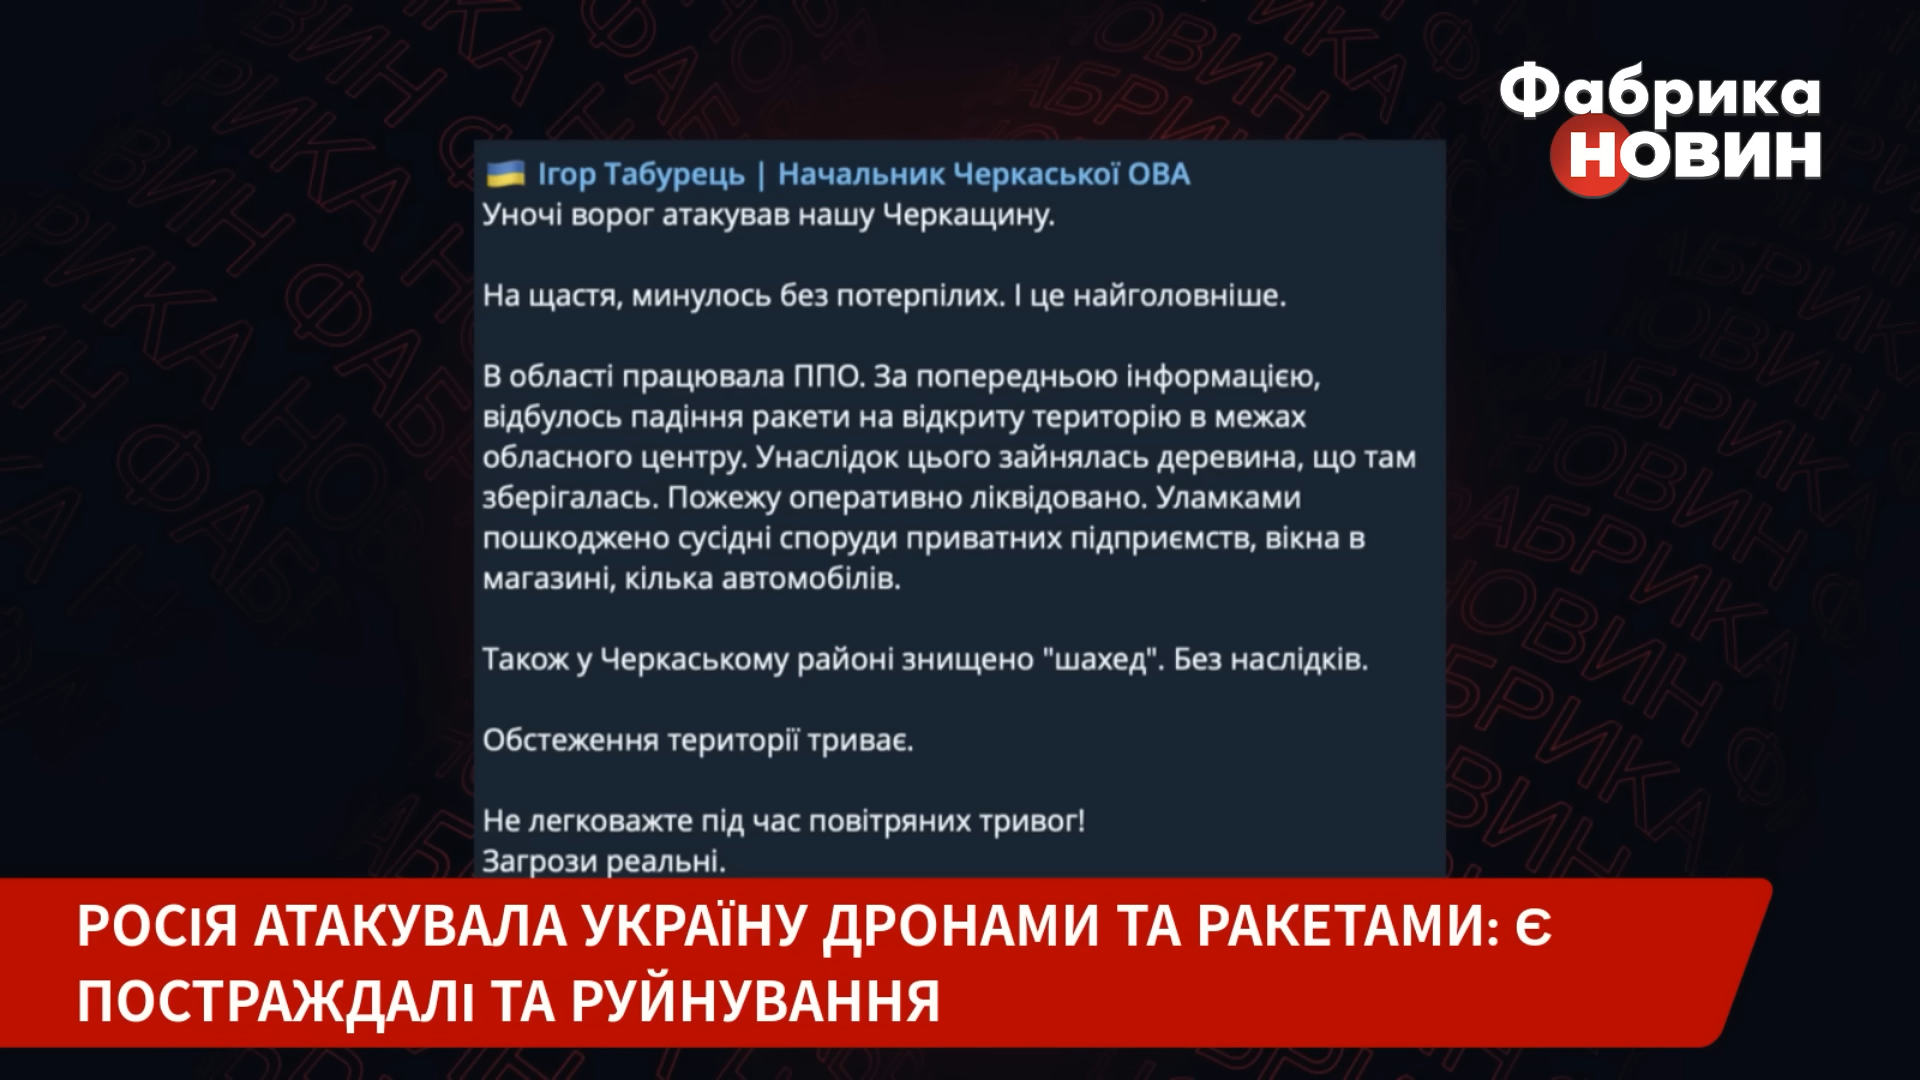 Фабрика
новин
🇺🇦 Ігор Табурець | Начальник Черкаської ОВА
Уночі ворог атакував нашу Черкащину.
На щастя, минулось без потерпілих. І це найголовніше.
В області працювала ППО. За попередньою інформацією,
відбулось падіння ракети на відкриту територію в межах
обласного центру. Унаслідок цього зайнялась деревина, що там
зберігалась. Пожежу оперативно ліквідовано. Уламками
пошкоджено сусідні споруди приватних підприємств, вікна в
магазині, кілька автомобілів.
Також у Черкаському районі знищено "шахед". Без наслідків.
Обстеження території триває.
Не легковажте під час повітряних тривог!
Загрози реальні.
РОСІЯ АТАКУВАЛА УКРАЇНУ ДРОНАМИ ТА РАКЕТАМИ: Є
ПОСТРАЖДАЛІ ТА РУЙНУВАННЯ